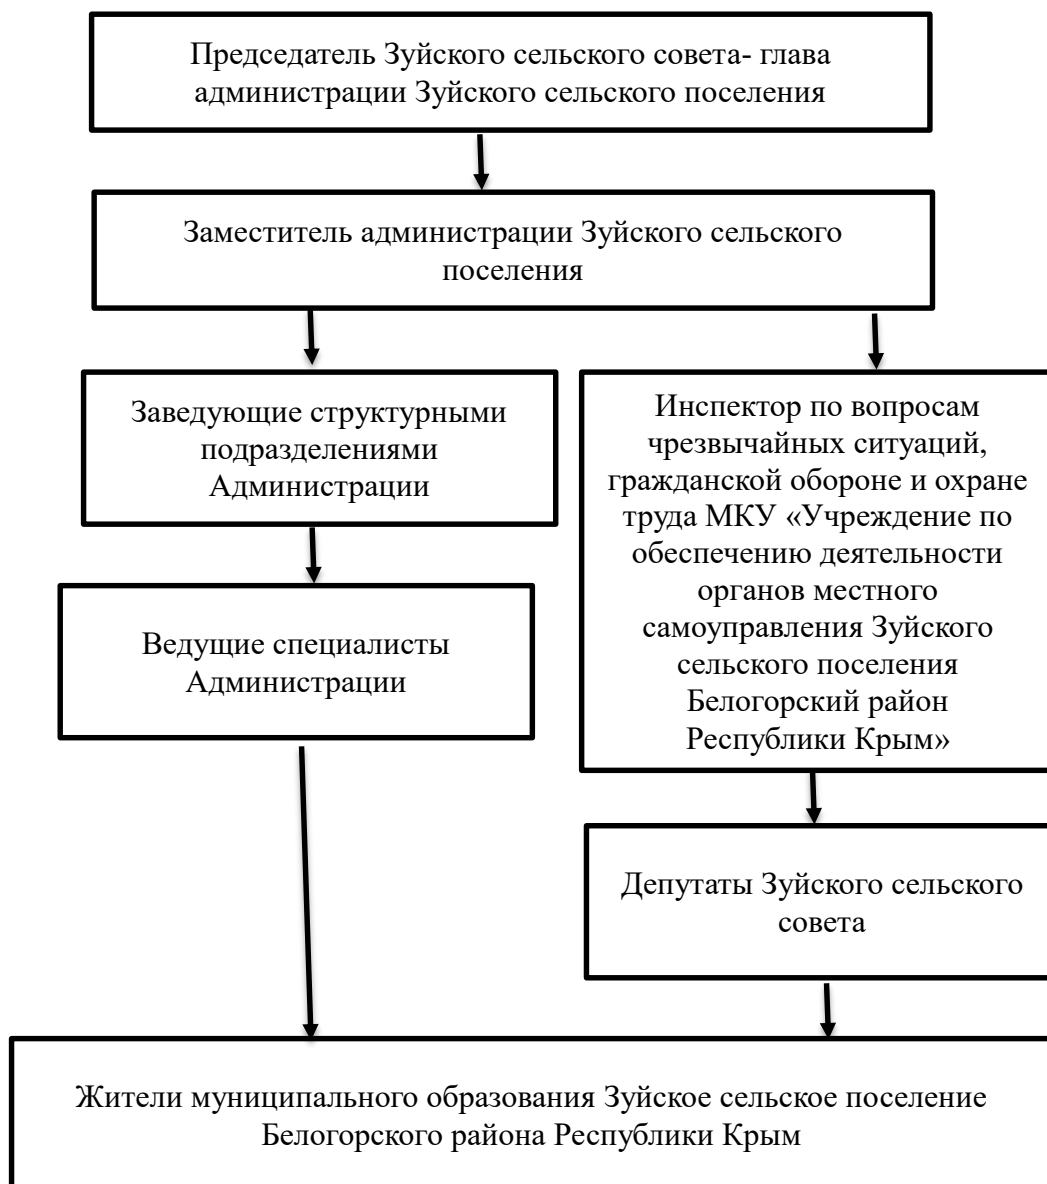 Председатель Зуйского сельского совета- глава
администрации Зуйского сельского поселения
Заместитель администрации Зуйского сельского
поселения
Заведующие структурными
подразделениями
Администрации
Инспектор по вопросам
чрезвычайных ситуаций,
гражданской обороне и охране
труда МКУ «Учреждение по
обеспечению деятельности
органов местного
самоуправления Зуйского
сельского поселения
Белогорский район
Республики Крым»
Ведущие специалисты
Администрации
Депутаты Зуйского сельского
совета
Жители муниципального образования Зуйское сельское поселение
Белогорского района Республики Крым